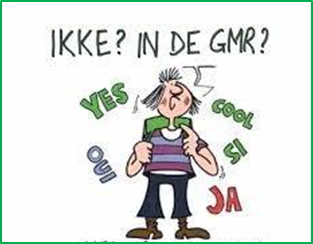 IKKE? IN DE GMR?
YES
COOL
OUI
SI
JA